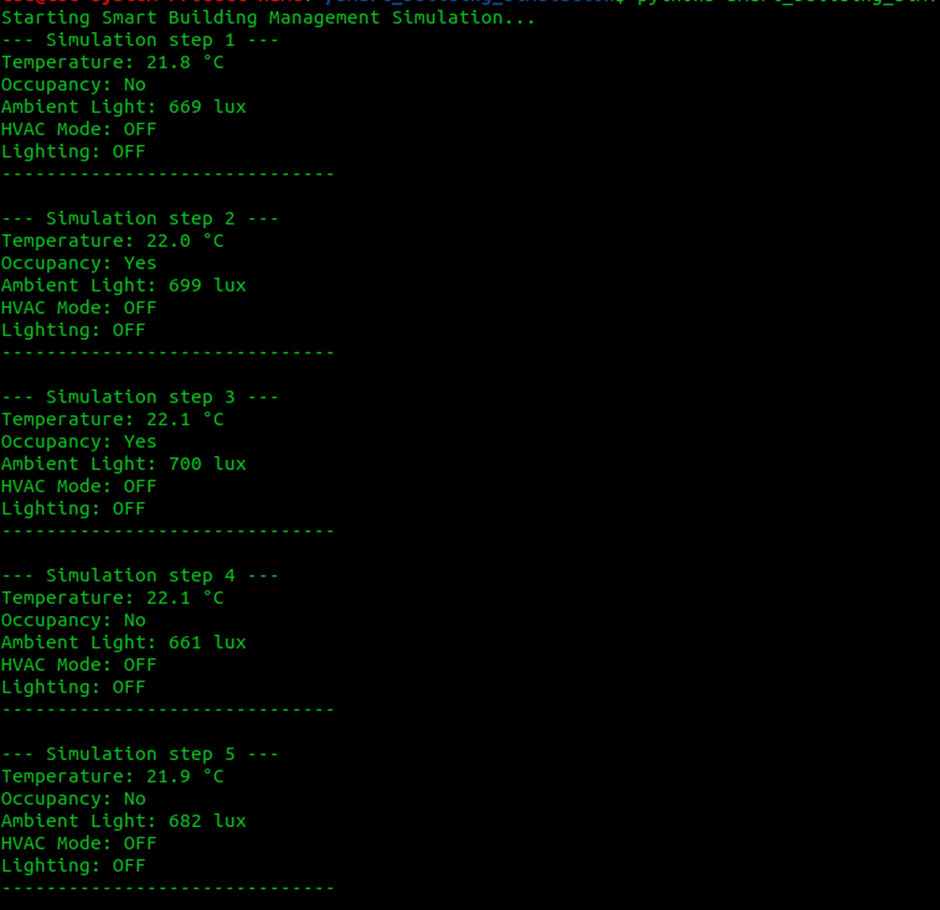 Starting Smart Building Management Simulation...
--- Simulation step 1 ---
Temperature: 21.8 °C
Occupancy: No
Ambient Light: 669 lux
HVAC Mode: OFF
Lighting: OFF
------------------------------
--- Simulation step 2 ---
Temperature: 22.0 °C
Occupancy: Yes
Ambient Light: 699 lux
HVAC Mode: OFF
Lighting: OFF
------------------------------
--- Simulation step 3 ---
Temperature: 22.1 °C
Occupancy: Yes
Ambient Light: 700 lux
HVAC Mode: OFF
Lighting: OFF
------------------------------
--- Simulation step 4 ---
Temperature: 22.1 °C
Occupancy: No
Ambient Light: 661 lux
HVAC Mode: OFF
Lighting: OFF
------------------------------
--- Simulation step 5 ---
Temperature: 21.9 °C
Occupancy: No
Ambient Light: 682 lux
HVAC Mode: OFF
Lighting: OFF
------------------------------